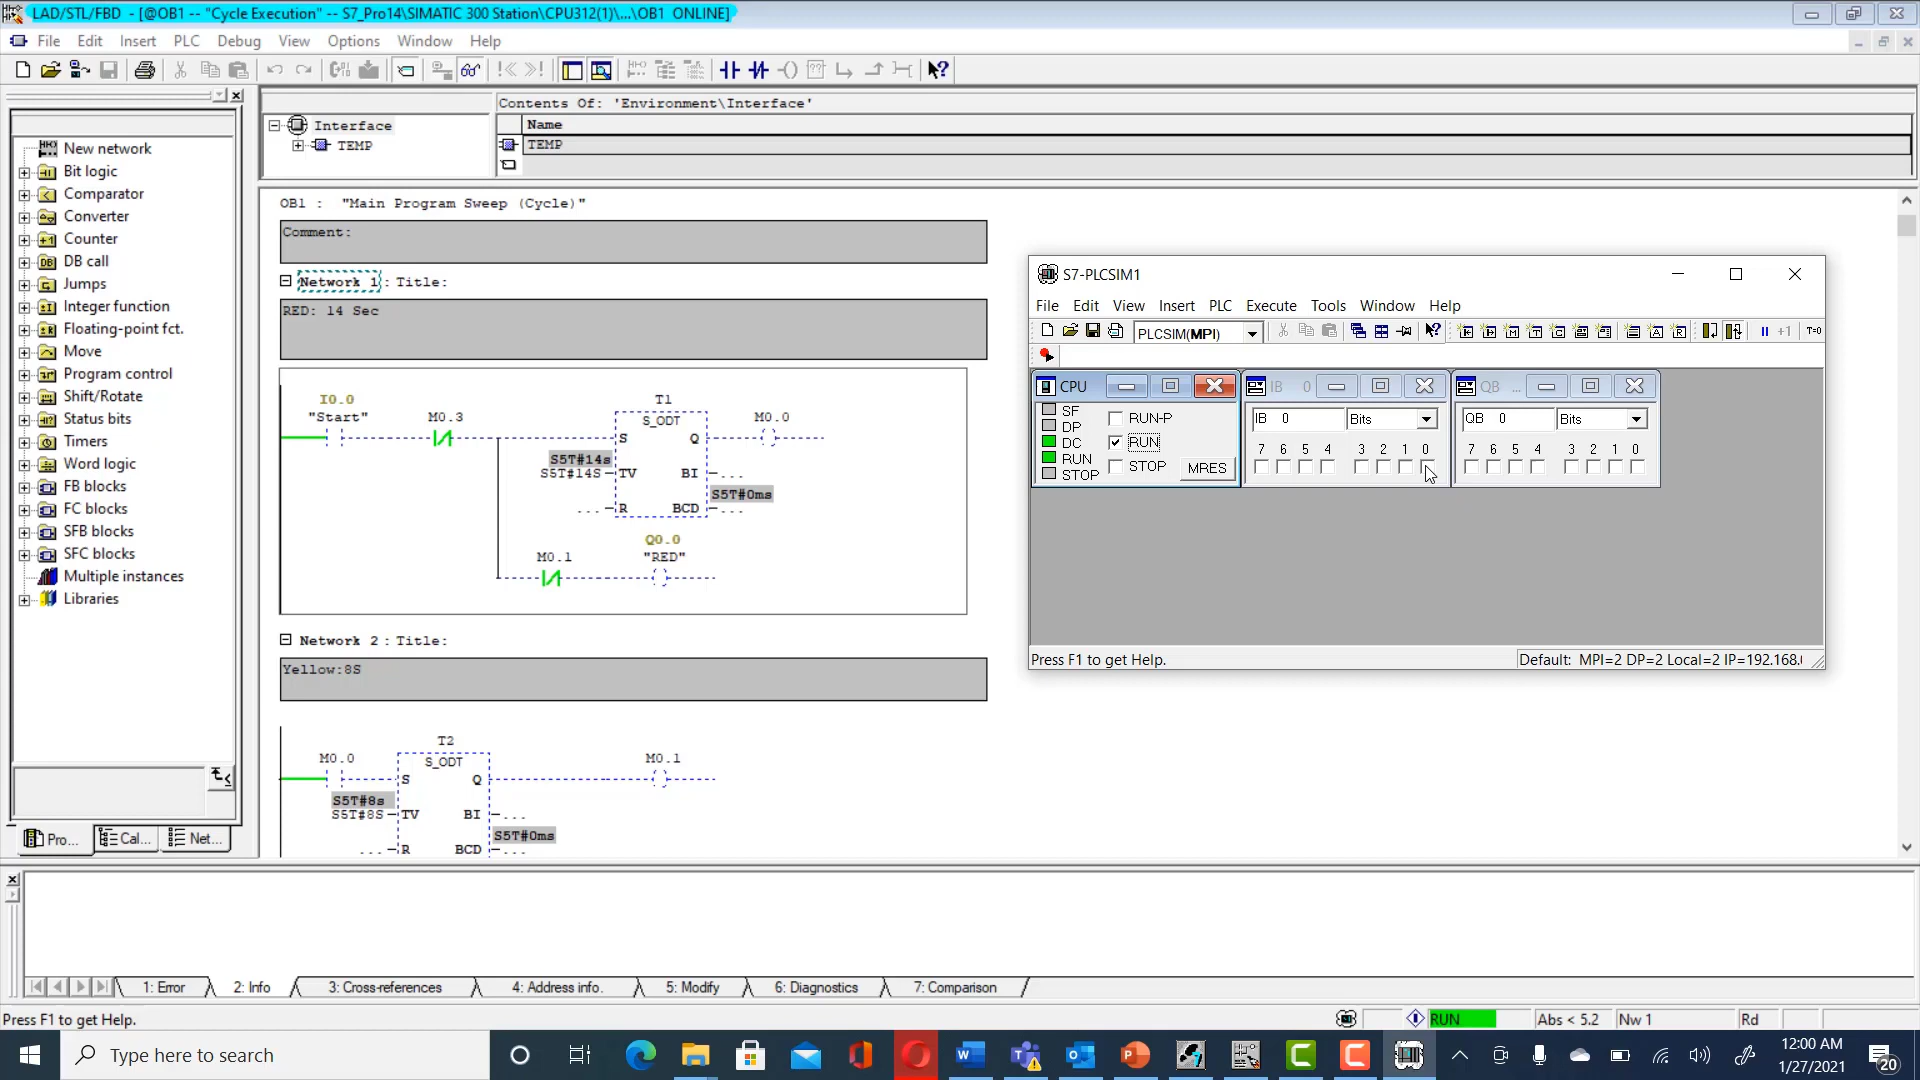 LAD/STL/FBD - [@OB1 -- "Cycle Execution" -- S7_Pro14\SIMATIC 300 Station\CPU312(1)\...\OB1 ONLINE]
File Edit Insert PLC Debug View Options Window Help
Contents Of: 'Environment\Interface'
Interface
TEMP
Name
TEMP
New network
Bit logic
Comparator
Converter
Counter
DB call
Jumps
Integer function
Floating-point fct.
Move
Program control
Shift/Rotate
Status bits
Timers
Word logic
FB blocks
FC blocks
SFB blocks
SFC blocks
Multiple instances
Libraries
Pro... Cal... Net...
OB1 : "Main Program Sweep (Cycle)"
Comment:
Network 1 : Title:
RED: 14 Sec
I0.0
"Start"
M0.3
T1
S_ODT
M0.0
S Q
S5T#14s
S5T#14S TV BI ...
S5T#0ms
... R BCD ...
Q0.0
M0.1 "RED"
Network 2 : Title:
Yellow:8S
T2
M0.0 S_ODT M0.1
S Q
S5T#8s
S5T#8S TV BI ...
S5T#0ms
... R BCD ...
S7-PLCSIM1
File Edit View Insert PLC Execute Tools Window Help
PLCSIM(MPI)
+1 T=0
CPU
SF
DP
DC
RUN
STOP
RUN-P
RUN
STOP
MRES
IB 0
IB 0 Bits
7 6 5 4 3 2 1 0
QB ...
QB 0 Bits
7 6 5 4 3 2 1 0
Press F1 to get Help.
Default: MPI=2 DP=2 Local=2 IP=192.168.
1: Error 2: Info 3: Cross-references 4: Address info. 5: Modify 6: Diagnostics 7: Comparison
Press F1 to get Help.
RUN Abs < 5.2 Nw 1 Rd
Type here to search
12:00 AM
1/27/2021
20